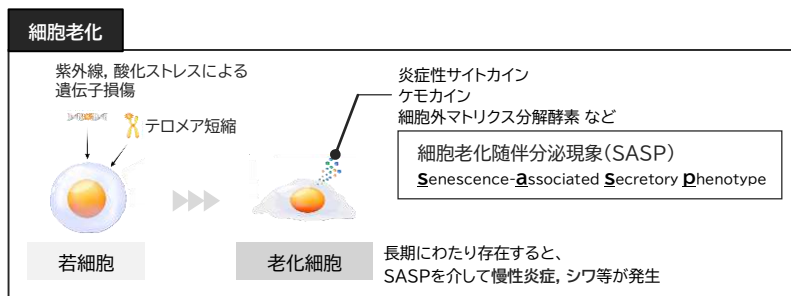 細胞老化
紫外線, 酸化ストレスによる
遺伝子損傷
テロメア短縮
若細胞
老化細胞
炎症性サイトカイン
ケモカイン
細胞外マトリクス分解酵素 など
細胞老化随伴分泌現象(SASP)
Senescence-associated Secretory Phenotype
長期にわたり存在すると、
SASPを介して慢性炎症, シワ等が発生